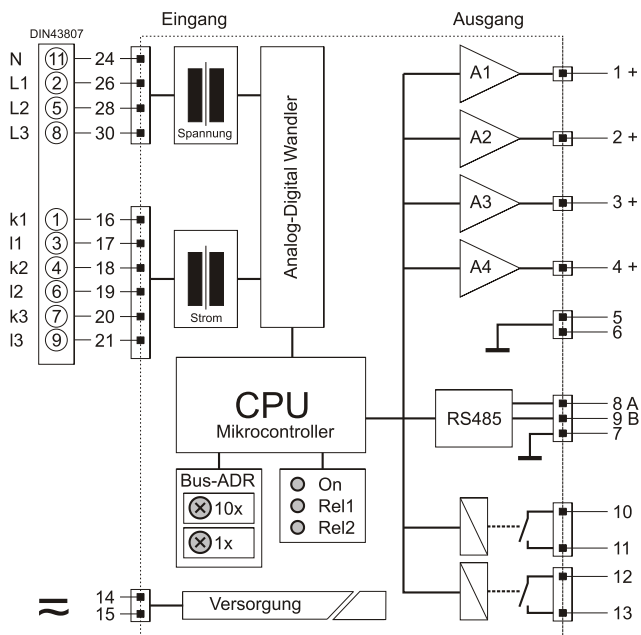 Eingang
Ausgang
DIN43807
N 11 24
L1 2 26
L2 5 28
L3 8 30
Spannung
k1 1 16
l1 3 17
k2 4 18
l2 6 19
k3 7 20
l3 9 21
Strom
Analog-Digital Wandler
CPU
Mikrocontroller
Bus-ADR
10x
1x
On
Rel1
Rel2
14
15
Versorgung
A1 1 +
A2 2 +
A3 3 +
A4 4 +
5
6
RS485
8 A
9 B
7
10
11
12
13